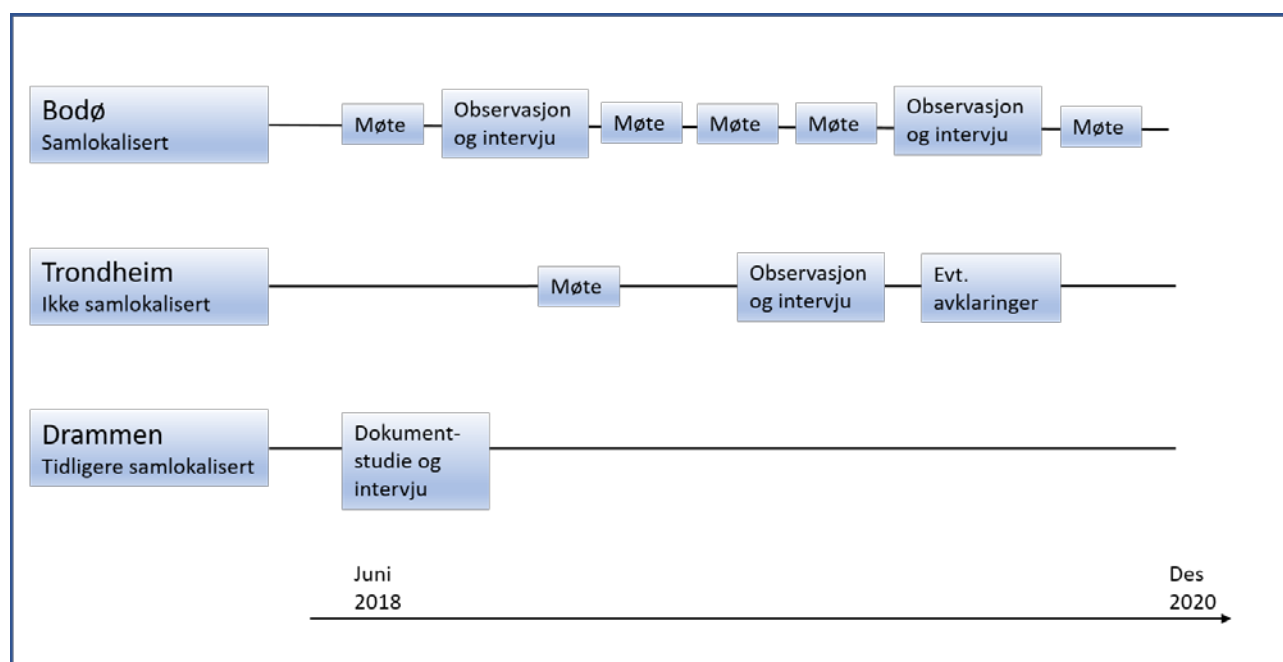 Bodø
Samlokalisert
Møte
Observasjon
og intervju
Møte
Møte
Møte
Observasjon
og intervju
Møte
Trondheim
Ikke samlokalisert
Møte
Observasjon
og intervju
Evt.
avklaringer
Drammen
Tidligere samlokalisert
Dokument-
studie og
intervju
Juni
2018
Des
2020